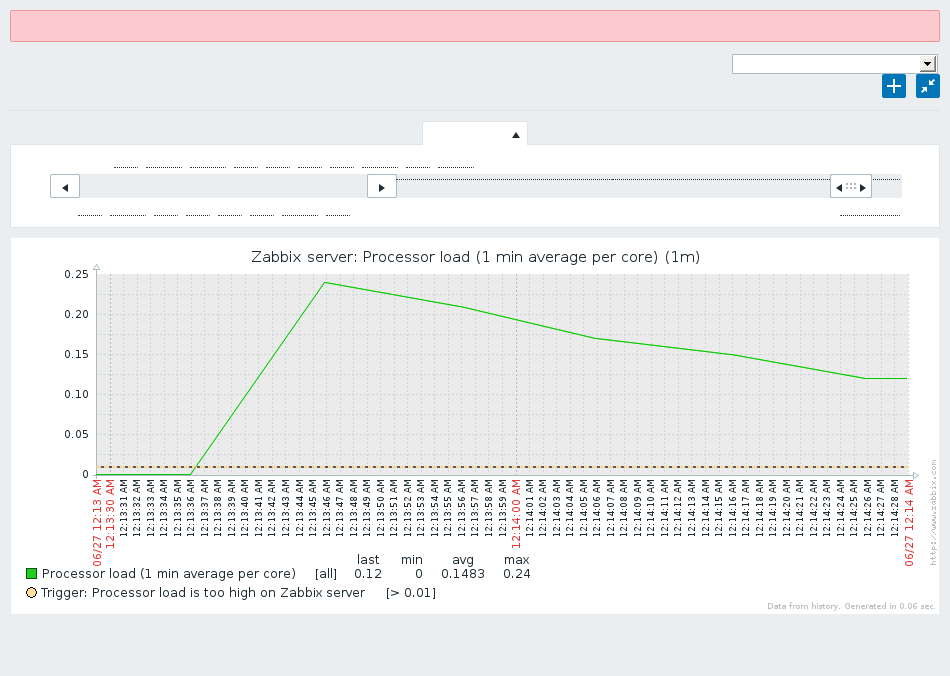 Zabbix server: Processor load (1 min average per core) (1m)
0.25
0.20
0.15
0.10
0.05
0
06/27 12:13 AM
12:13:30 AM
12:13:31 AM
12:13:32 AM
12:13:33 AM
12:13:34 AM
12:13:35 AM
12:13:36 AM
12:13:37 AM
12:13:38 AM
12:13:39 AM
12:13:40 AM
12:13:41 AM
12:13:42 AM
12:13:43 AM
12:13:44 AM
12:13:45 AM
12:13:46 AM
12:13:47 AM
12:13:48 AM
12:13:49 AM
12:13:50 AM
12:13:51 AM
12:13:52 AM
12:13:53 AM
12:13:54 AM
12:13:55 AM
12:13:56 AM
12:13:57 AM
12:13:58 AM
12:13:59 AM
12:14:00 AM
12:14:01 AM
12:14:02 AM
12:14:03 AM
12:14:04 AM
12:14:05 AM
12:14:06 AM
12:14:07 AM
12:14:08 AM
12:14:09 AM
12:14:10 AM
12:14:11 AM
12:14:12 AM
12:14:13 AM
12:14:14 AM
12:14:15 AM
12:14:16 AM
12:14:17 AM
12:14:18 AM
12:14:19 AM
12:14:20 AM
12:14:21 AM
12:14:22 AM
12:14:23 AM
12:14:24 AM
12:14:25 AM
12:14:26 AM
12:14:27 AM
12:14:28 AM
06/27 12:14 AM
http://www.zabbix.com
last min avg max
Processor load (1 min average per core) [all] 0.12 0 0.1483 0.24
Trigger: Processor load is too high on Zabbix server [> 0.01]
Data from history. Generated in 0.06 sec.